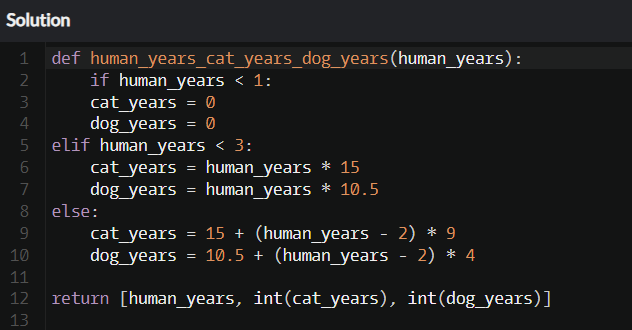 Solution
1 def human_years_cat_years_dog_years(human_years):
2     if human_years < 1:
3     cat_years = 0
4     dog_years = 0
5 elif human_years < 3:
6     cat_years = human_years * 15
7     dog_years = human_years * 10.5
8 else:
9     cat_years = 15 + (human_years - 2) * 9
10     dog_years = 10.5 + (human_years - 2) * 4
11
12 return [human_years, int(cat_years), int(dog_years)]
13